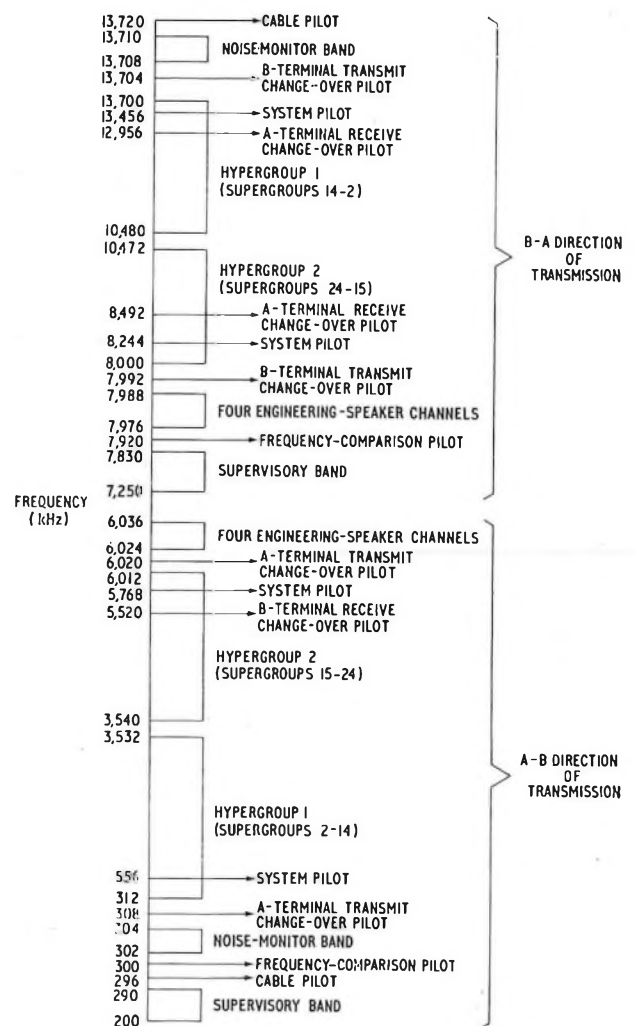 13,720 CABLE PILOT
13,710
NOISE-MONITOR BAND
13,708
13,704 B-TERMINAL TRANSMIT
CHANGE-OVER PILOT
13,700
13,456 SYSTEM PILOT
12,956 A-TERMINAL RECEIVE
CHANGE-OVER PILOT
HYPERGROUP 1
(SUPERGROUPS 14-2)
10,480
10,472
HYPERGROUP 2
(SUPERGROUPS 24-15)
B-A DIRECTION
OF
TRANSMISSION
8,492 A-TERMINAL RECEIVE
CHANGE-OVER PILOT
8,244 SYSTEM PILOT
8,000
7,992 B-TERMINAL TRANSMIT
CHANGE-OVER PILOT
7,988
FOUR ENGINEERING-SPEAKER CHANNELS
7,976
7,920 FREQUENCY-COMPARISON PILOT
7,830
SUPERVISORY BAND
7,250
FREQUENCY
(kHz)
6,036
FOUR ENGINEERING-SPEAKER CHANNELS
6,024
6,020 A-TERMINAL TRANSMIT
CHANGE-OVER PILOT
6,012
5,768 SYSTEM PILOT
5,520 B-TERMINAL RECEIVE
CHANGE-OVER PILOT
HYPERGROUP 2
(SUPERGROUPS 15-24)
3,540
3,532
A-B DIRECTION
OF
TRANSMISSION
HYPERGROUP 1
(SUPERGROUPS 2-14)
556 SYSTEM PILOT
312
308 A-TERMINAL TRANSMIT
CHANGE-OVER PILOT
304
NOISE-MONITOR BAND
302
300 FREQUENCY-COMPARISON PILOT
296 CABLE PILOT
290
SUPERVISORY BAND
200